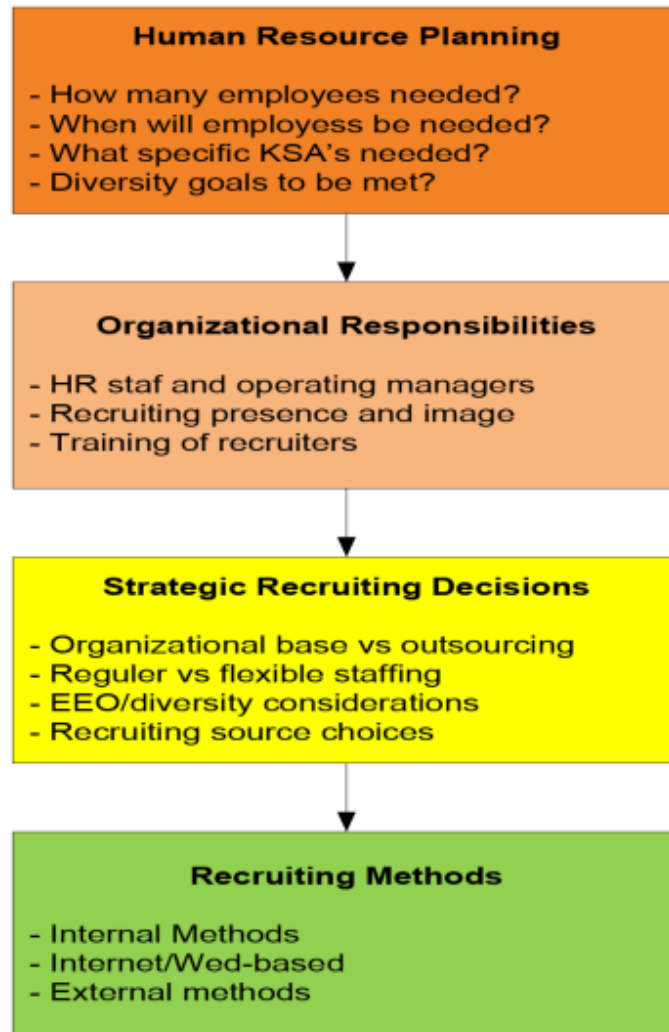 Human Resource Planning
- How many employees needed?
- When will employess be needed?
- What specific KSA's needed?
- Diversity goals to be met?
Organizational Responsibilities
- HR staf and operating managers
- Recruiting presence and image
- Training of recruiters
Strategic Recruiting Decisions
- Organizational base vs outsourcing
- Reguler vs flexible staffing
- EEO/diversity considerations
- Recruiting source choices
Recruiting Methods
- Internal Methods
- Internet/Wed-based
- External methods